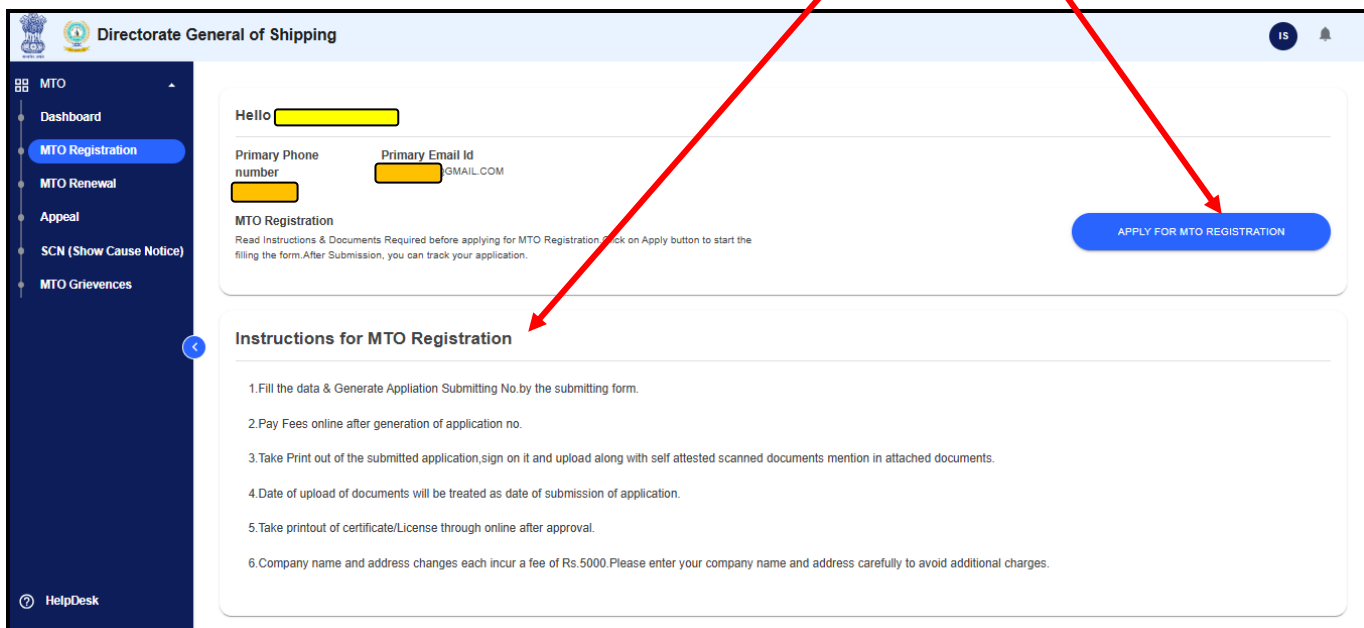 Directorate General of Shipping
IS
MTO
Dashboard
MTO Registration
MTO Renewal
Appeal
SCN (Show Cause Notice)
MTO Grievences
HelpDesk
Hello
Primary Phone
number
Primary Email Id
GMAIL.COM
MTO Registration
Read Instructions & Documents Required before applying for MTO Registration.Click on Apply button to start the
filling the form.After Submission, you can track your application.
APPLY FOR MTO REGISTRATION
Instructions for MTO Registration
1.Fill the data & Generate Appliation Submitting No.by the submitting form.
2.Pay Fees online after generation of application no.
3.Take Print out of the submitted application,sign on it and upload along with self attested scanned documents mention in attached documents.
4.Date of upload of documents will be treated as date of submission of application.
5.Take printout of certificate/License through online after approval.
6.Company name and address changes each incur a fee of Rs.5000.Please enter your company name and address carefully to avoid additional charges.